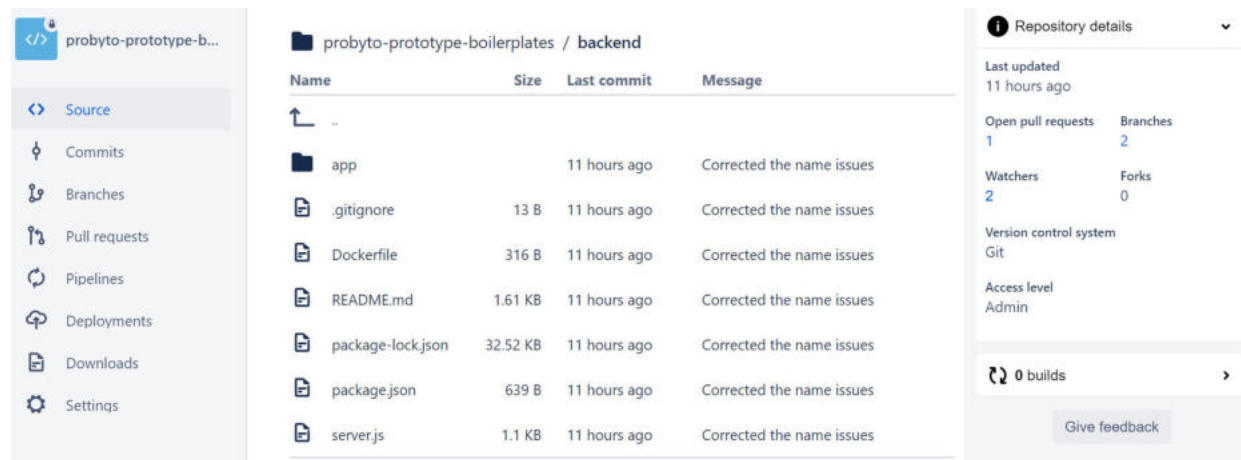 probyto-prototype-b...
Source
Commits
Branches
Pull requests
Pipelines
Deployments
Downloads
Settings
probyto-prototype-boilerplates / backend
Name Size Last commit Message
..
app 11 hours ago Corrected the name issues
.gitignore 13 B 11 hours ago Corrected the name issues
Dockerfile 316 B 11 hours ago Corrected the name issues
README.md 1.61 KB 11 hours ago Corrected the name issues
package-lock.json 32.52 KB 11 hours ago Corrected the name issues
package.json 639 B 11 hours ago Corrected the name issues
server.js 1.1 KB 11 hours ago Corrected the name issues
Repository details
Last updated
11 hours ago
Open pull requests Branches
1 2
Watchers Forks
2 0
Version control system
Git
Access level
Admin
0 builds
Give feedback